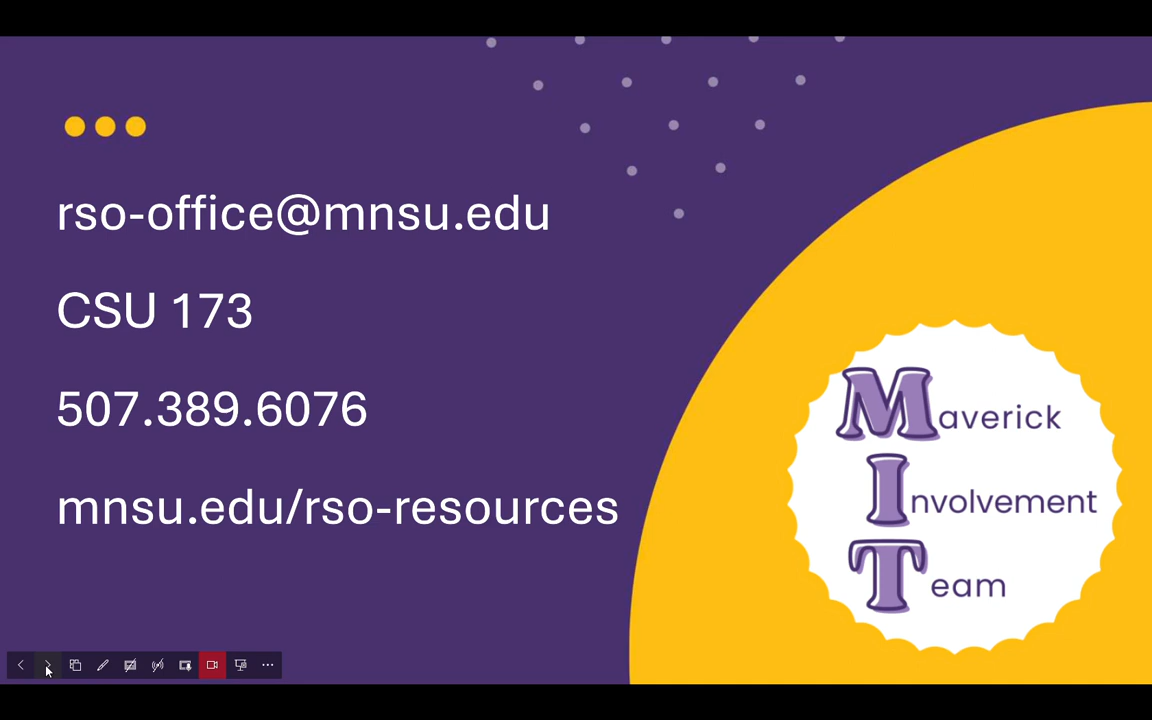 rso-office@mnsu.edu
CSU 173
507.389.6076
mnsu.edu/rso-resources
Maverick
Involvement
Team